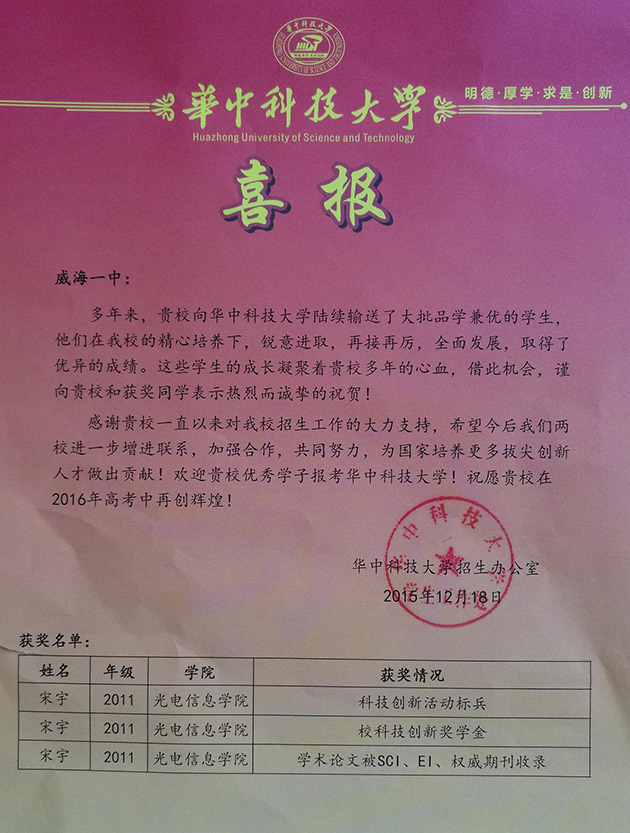 華中科技大学
明德·厚学·求是·创新
Huazhong University of Science and Technology
喜报
威海一中：
多年来，贵校向华中科技大学陆续输送了大批品学兼优的学生，
他们在我校的精心培养下，锐意进取，再接再厉，全面发展，取得了
优异的成绩。这些学生的成长凝聚着贵校多年的心血，借此机会，谨
向贵校和获奖同学表示热烈而诚挚的祝贺！
感谢贵校一直以来对我校招生工作的大力支持，希望今后我们两
校进一步增进联系，加强合作，共同努力，为国家培养更多拔尖创新
人才做出贡献！欢迎贵校优秀学子报考华中科技大学！祝愿贵校在
2016年高考中再创辉煌！
华中科技大学
华中科技大学招生办公室
2015年12月18日
获奖名单：
姓名 年级 学院 获奖情况
宋宇 2011 光电信息学院 科技创新活动标兵
宋宇 2011 光电信息学院 校科技创新奖学金
宋宇 2011 光电信息学院 学术论文被SCI、EI、权威期刊收录